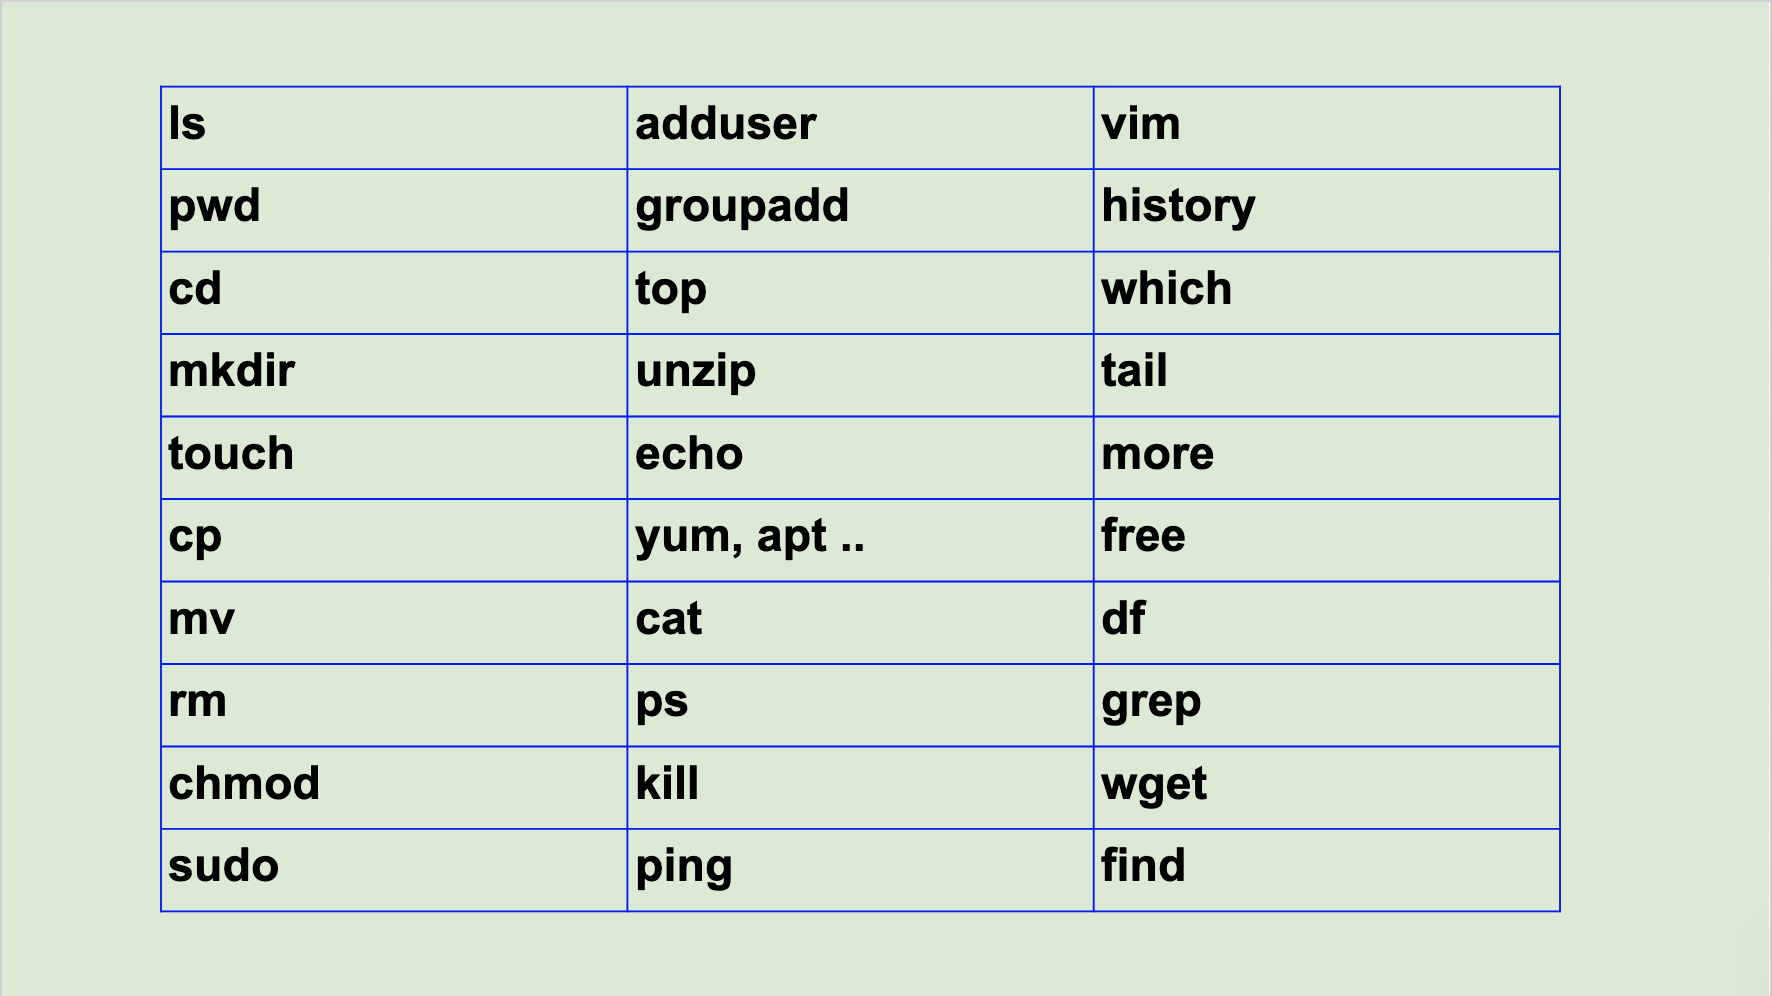 ls adduser vim
pwd groupadd history
cd top which
mkdir unzip tail
touch echo more
cp yum, apt .. free
mv cat df
rm ps grep
chmod kill wget
sudo ping find